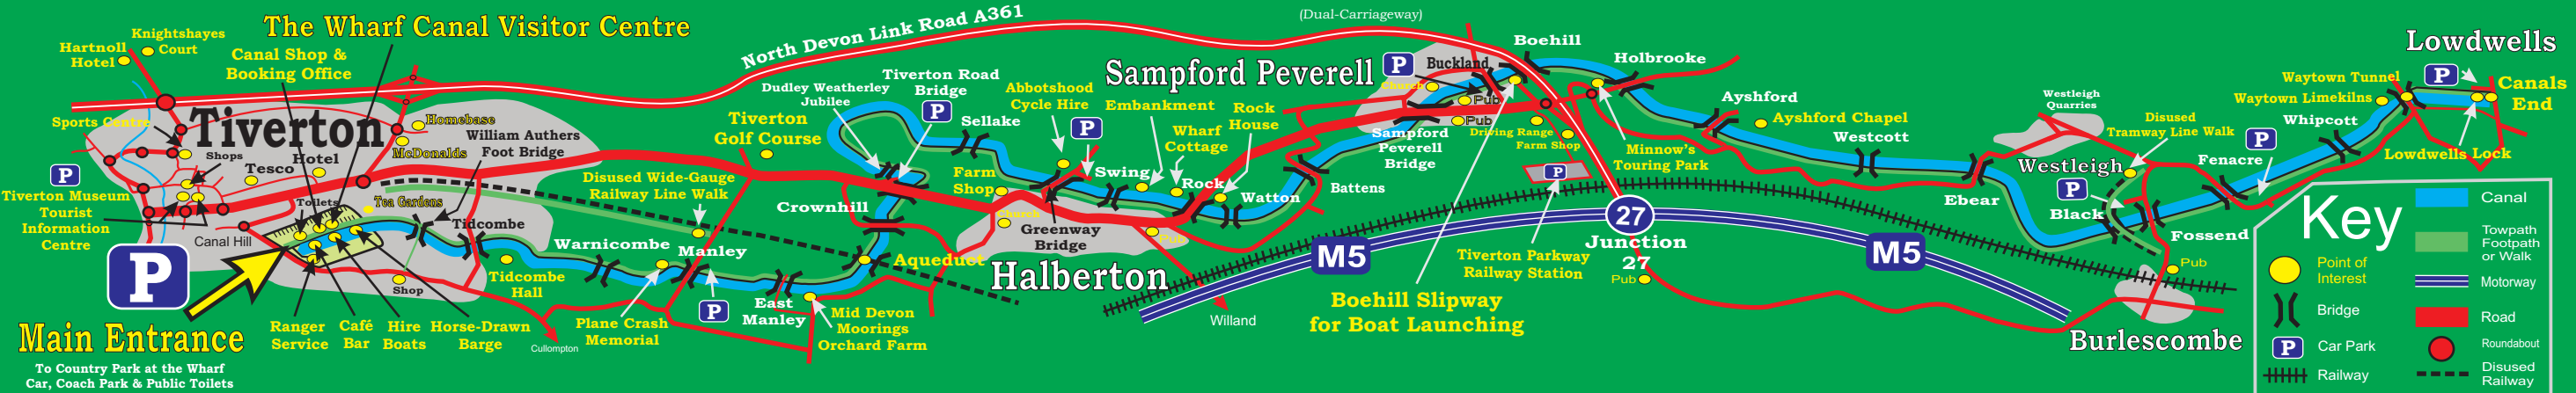 The Wharf Canal Visitor Centre
Knightshayes
Court
Hartnoll
Hotel
Canal Shop &
Booking Office
Sports Centre
Tiverton
Homebase
McDonalds
William Authers
Foot Bridge
Shops
Tesco
Hotel
P
Tiverton Museum
Tourist
Information
Centre
Toilets
Tea Gardens
Tidcombe
Canal Hill
P
Main Entrance
To Country Park at the Wharf
Car, Coach Park & Public Toilets
Ranger
Service
Café
Bar
Hire
Boats
Horse-Drawn
Barge
Shop
Tidcombe
Hall
Cullompton
North Devon Link Road A361
(Dual-Carriageway)
Tiverton
Golf Course
Disused Wide-Gauge
Railway Line Walk
Warnicombe
Manley
Plane Crash
Memorial
P
East
Manley
Mid Devon
Moorings
Orchard Farm
Aqueduct
Crownhill
Dudley Weatherley
Jubilee
Tiverton Road
Bridge
P
Sellake
Farm
Shop
Church
Abbotshood
Cycle Hire
P
Greenway
Bridge
Halberton
Swing
Embankment
Wharf
Cottage
Rock
House
Rock
Pub
Watton
Battens
Willand
Sampford Peverell
P
Buckland
Church
Pub
Pub
Sampford
Peverell
Bridge
Boehill
Holbrooke
Driving Range
Farm Shop
P
Minnow's
Touring Park
Tiverton Parkway
Railway Station
Boehill Slipway
for Boat Launching
M5
27
Junction
27
Pub
M5
Ayshford
Ayshford Chapel
Westcott
Ebear
Westleigh
Quarries
Westleigh
Disused
Tramway Line Walk
P
Black
Fossend
Pub
Burlescombe
Fenacre
P
Whipcott
Waytown Tunnel
Waytown Limekilns
Lowdwells
P
Canals
End
Lowdwells Lock
Key
Canal
Towpath
Footpath
or Walk
Point of
Interest
Motorway
Bridge
Road
P
Car Park
Roundabout
Railway
Disused
Railway